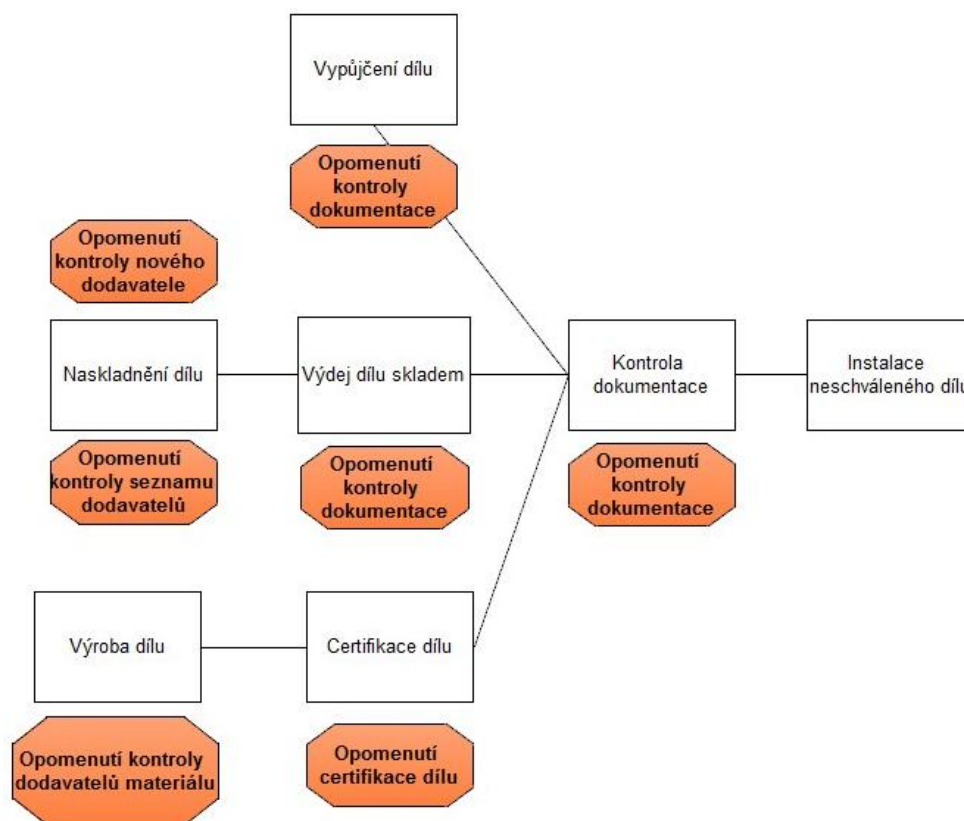 Vypůjčení dílu
Opomenutí
kontroly
dokumentace
Opomenutí
kontroly nového
dodavatele
Naskladnění dílu
Výdej dílu skladem
Kontrola
dokumentace
Instalace
neschváleného dílu
Opomenutí
kontroly seznamu
dodavatelů
Opomenutí
kontroly
dokumentace
Opomenutí
kontroly
dokumentace
Výroba dílu
Certifikace dílu
Opomenutí kontroly
dodavatelů materiálu
Opomenutí
certifikace dílu